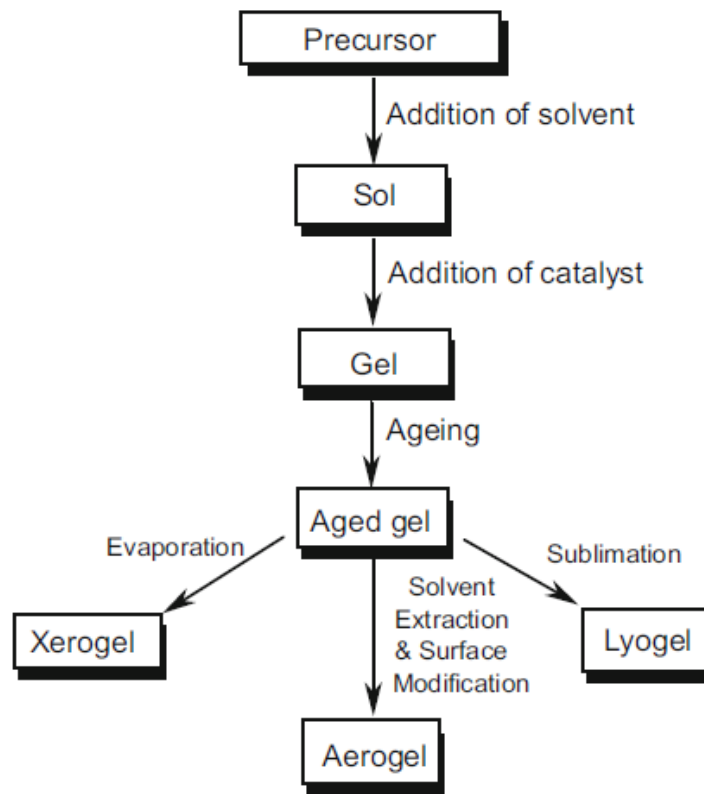 Precursor
Addition of solvent
Sol
Addition of catalyst
Gel
Ageing
Aged gel
Evaporation
Sublimation
Solvent
Extraction
& Surface
Modification
Xerogel
Lyogel
Aerogel